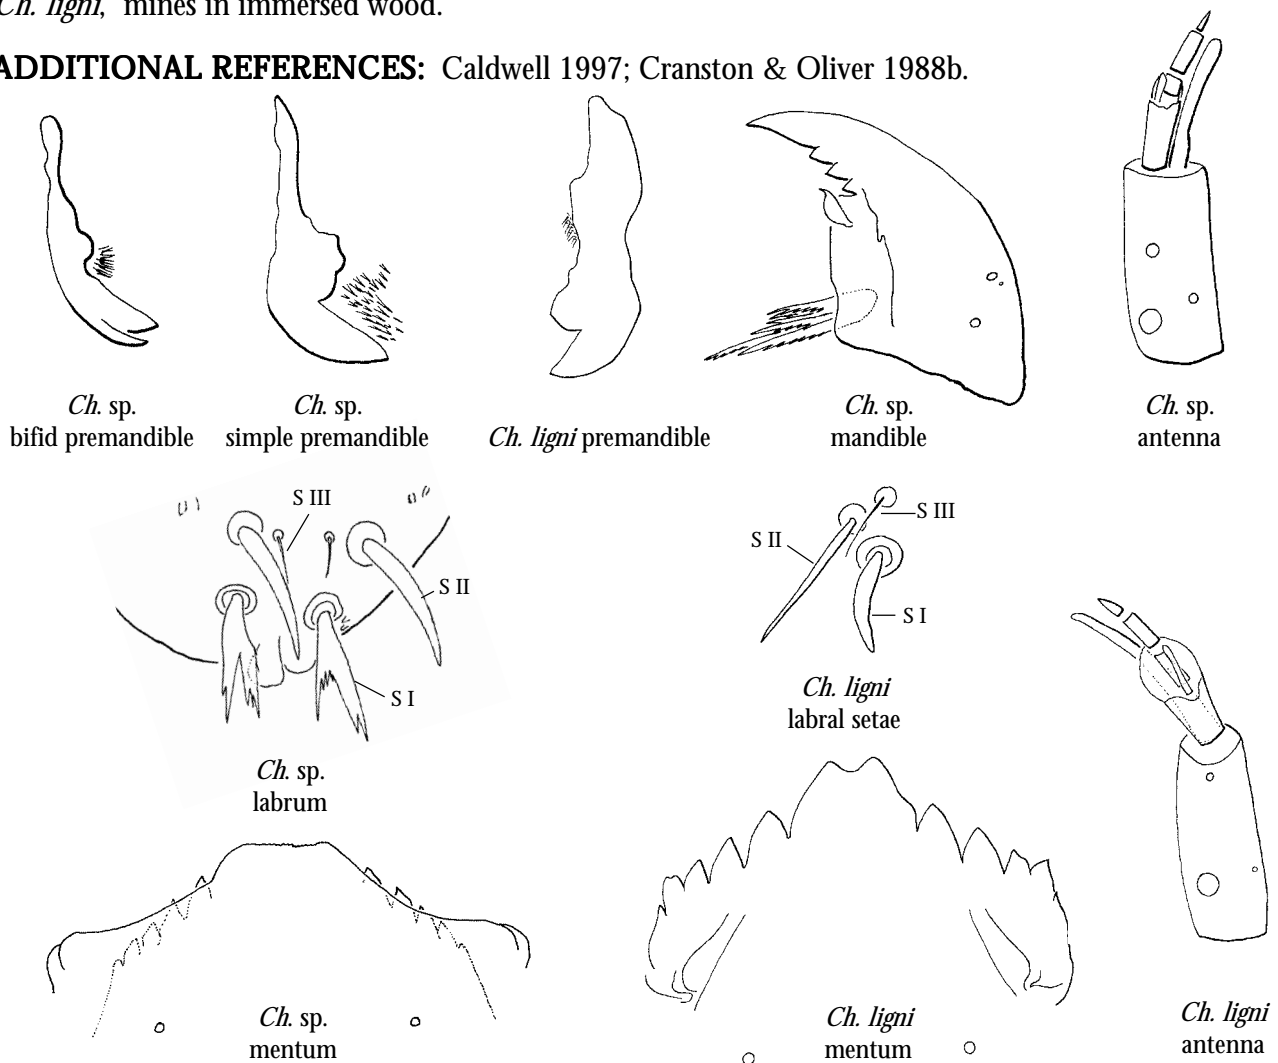 Ch. ligni, mines in immersed wood.
ADDITIONAL REFERENCES: Caldwell 1997; Cranston & Oliver 1988b.
Ch. sp.
bifid premandible
Ch. sp.
simple premandible
Ch. ligni premandible
Ch. sp.
mandible
Ch. sp.
antenna
S III
S II
S I
Ch. sp.
labrum
S III
S II
S I
Ch. ligni
labral setae
Ch. sp.
mentum
Ch. ligni
mentum
Ch. ligni
antenna